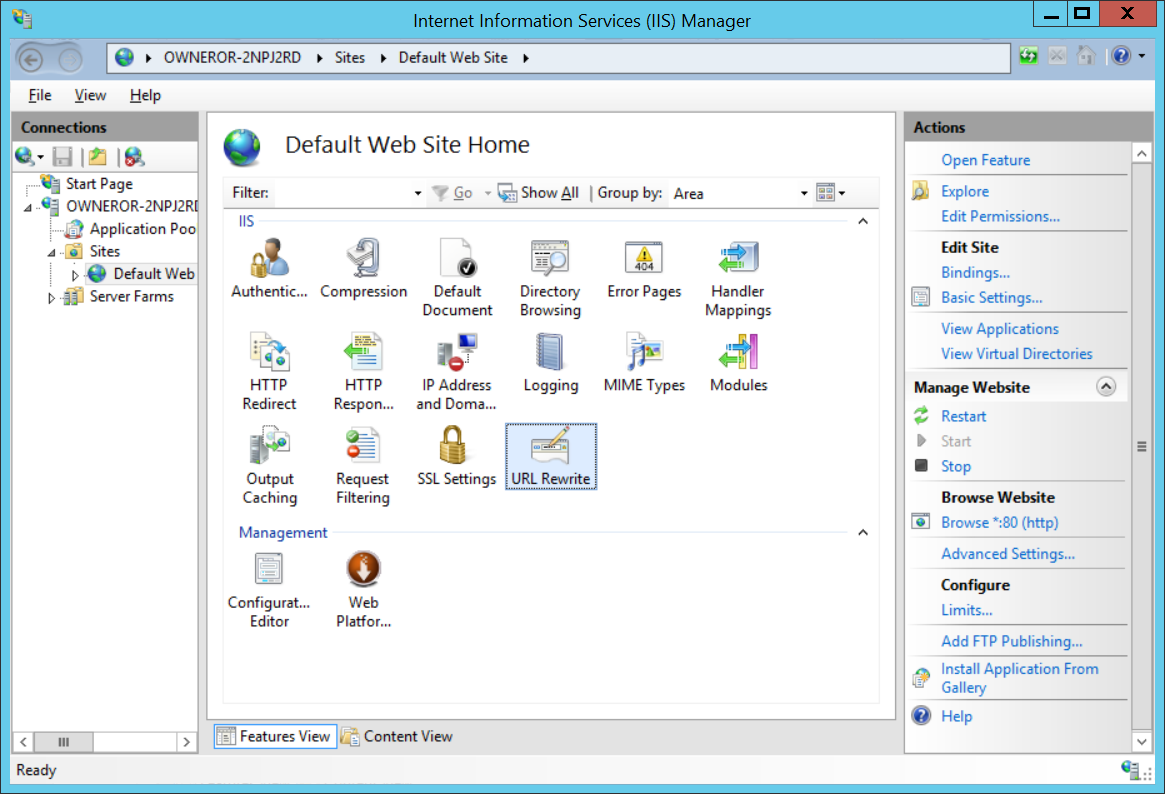 Internet Information Services (IIS) Manager
OWNEROR-2NPJ2RD Sites Default Web Site
File View Help
Connections
Start Page
OWNEROR-2NPJ2RD
Application Poo
Sites
Default Web
Server Farms
Default Web Site Home
Filter: Go Show All Group by: Area
IIS
Authentic... Compression Default Document Directory Browsing Error Pages Handler Mappings
404
HTTP Redirect HTTP Respon... IP Address and Doma... Logging MIME Types Modules
Output Caching Request Filtering SSL Settings URL Rewrite
Management
Configurat... Editor Web Platfor...
Features View Content View
Actions
Open Feature
Explore
Edit Permissions...
Edit Site
Bindings...
Basic Settings...
View Applications
View Virtual Directories
Manage Website
Restart
Start
Stop
Browse Website
Browse *:80 (http)
Advanced Settings...
Configure
Limits...
Add FTP Publishing...
Install Application From
Gallery
Help
Ready